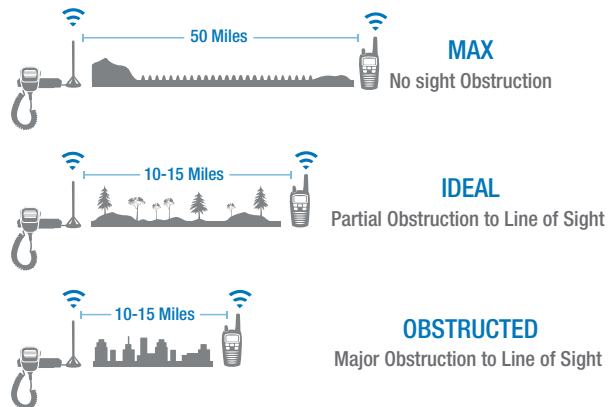 50 Miles
MAX
No sight Obstruction
10-15 Miles
IDEAL
Partial Obstruction to Line of Sight
10-15 Miles
OBSTRUCTED
Major Obstruction to Line of Sight